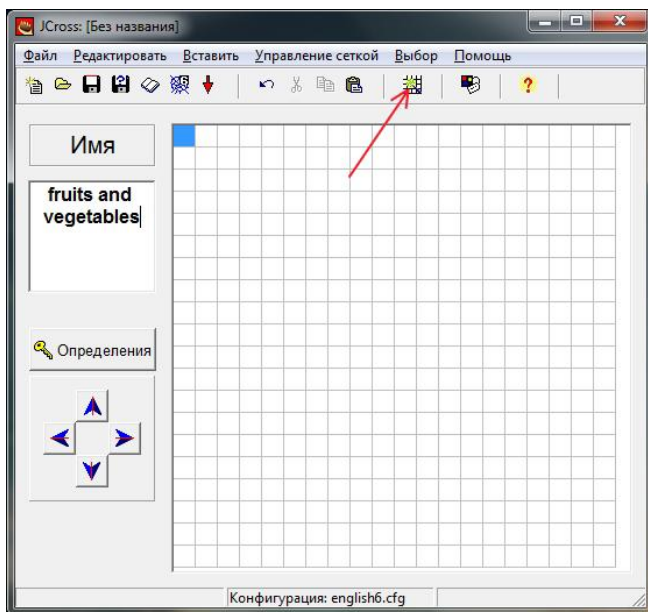 JCross: [Без названия]
Файл Редактировать Вставить Управление сеткой Выбор Помощь
?
Имя
fruits and
vegetables
Определения
Конфигурация: english6.cfg